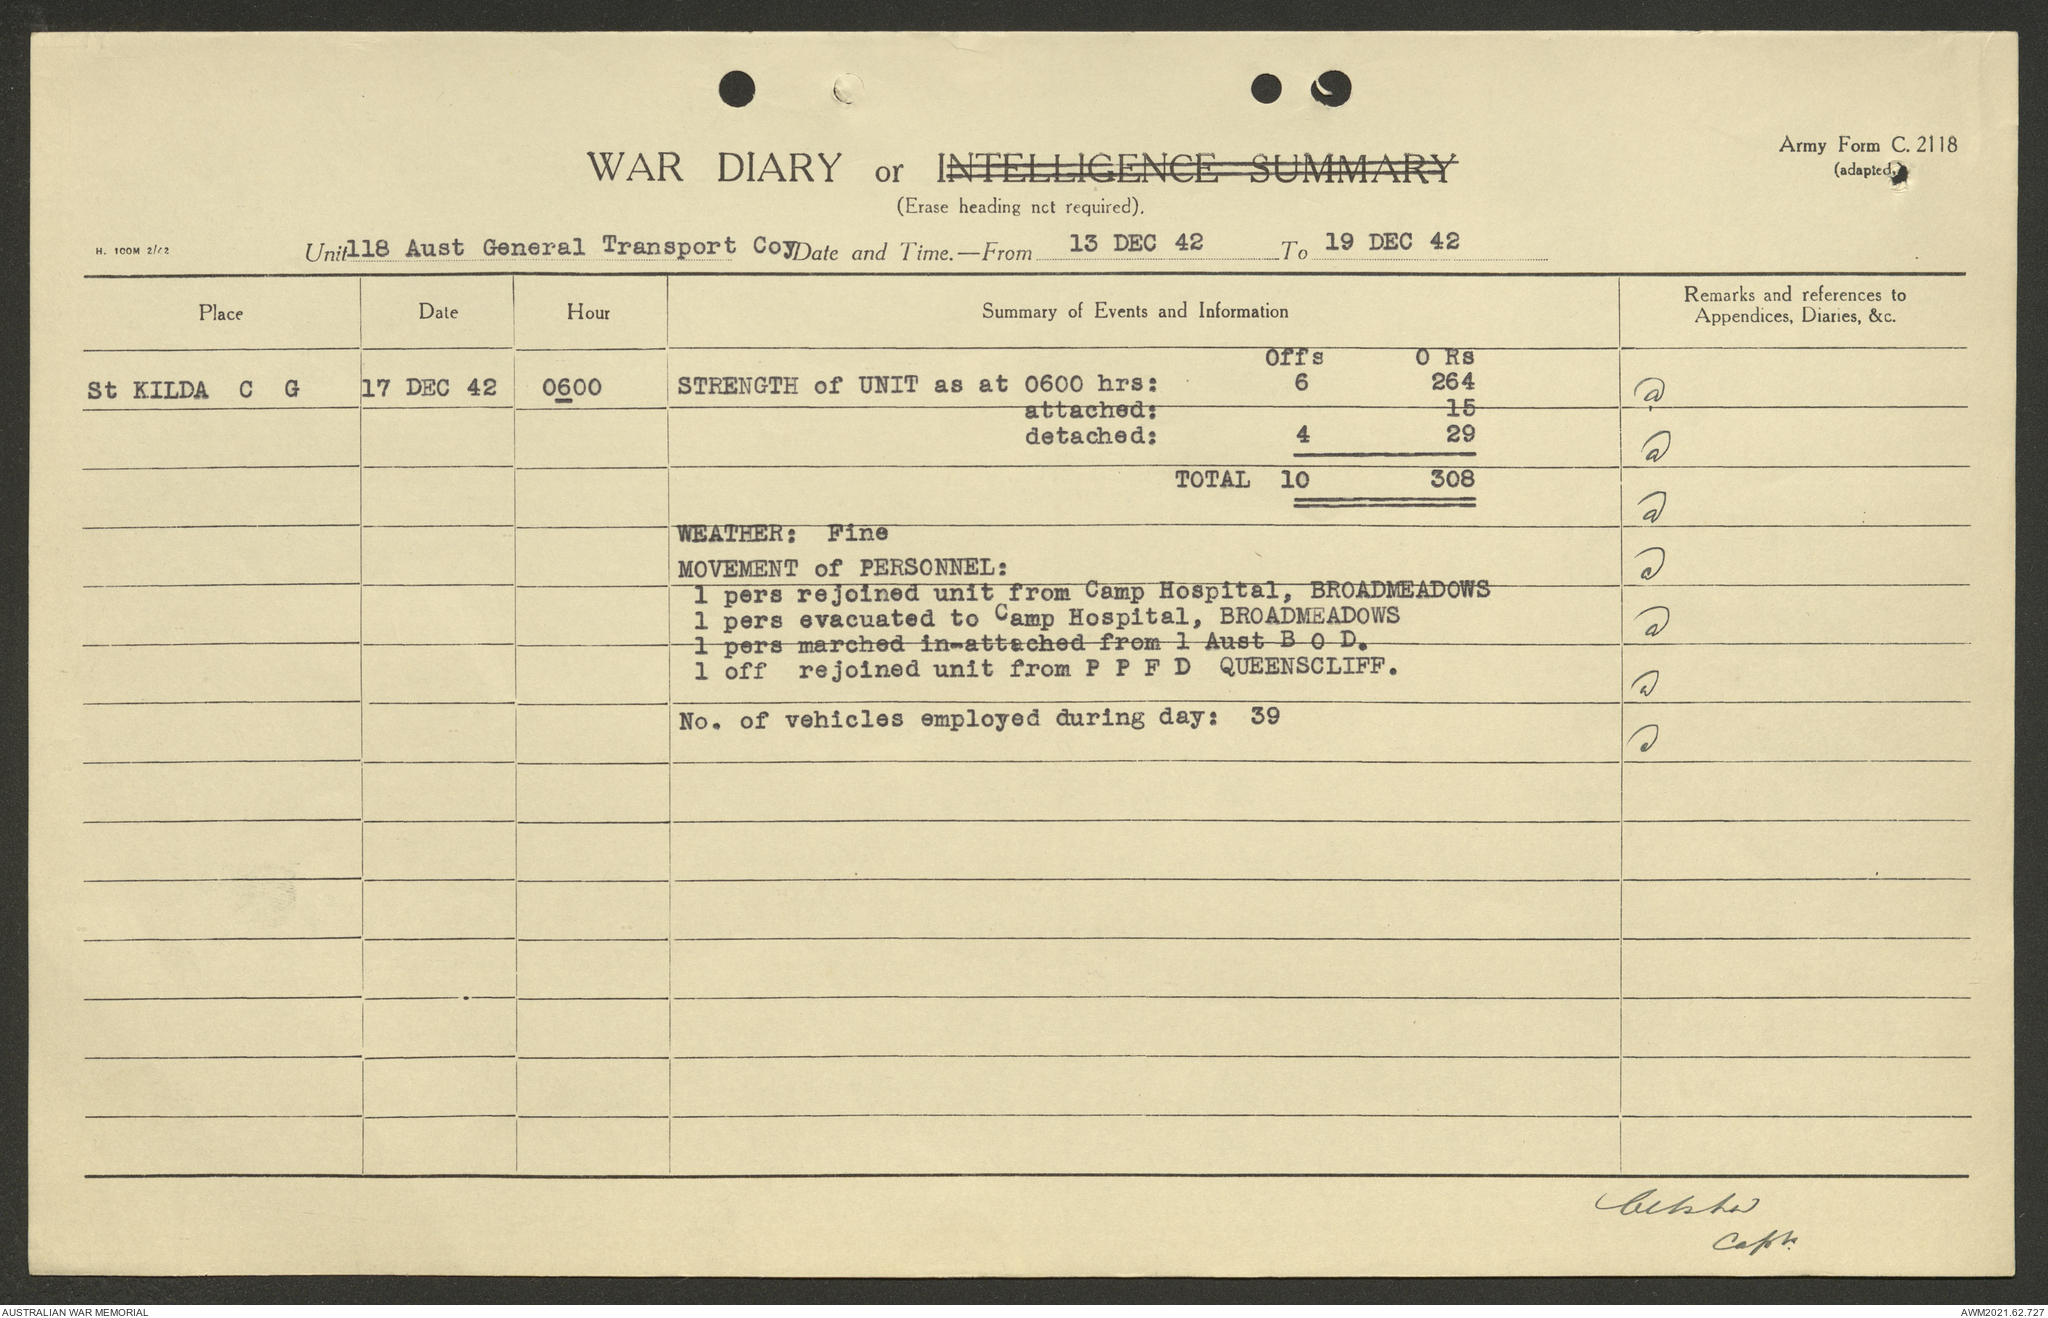 Army Form C. 2118
(adapted)
WAR DIARY or INTELLIGENCE SUMMARY
(Erase heading not required).
H. 100M 2/42
Unit 118 Aust General Transport Coy Date and Time.—From 13 DEC 42 To 19 DEC 42
Place Date Hour Summary of Events and Information Remarks and references to
Appendices, Diaries, &c.
Offs O Rs
St KILDA C G 17 DEC 42 0600 STRENGTH of UNIT as at 0600 hrs: 6 264 a
attached: 15
detached: 4 29 a
TOTAL 10 308
a
WEATHER: Fine
MOVEMENT of PERSONNEL: a
1 pers rejoined unit from Camp Hospital, BROADMEADOWS
1 pers evacuated to Camp Hospital, BROADMEADOWS a
1 pers marched in-attached from 1 Aust B O D.
1 off rejoined unit from P P F D QUEENSCLIFF. a
No. of vehicles employed during day: 39
a
Capt.
AUSTRALIAN WAR MEMORIAL AWM2021.62.727